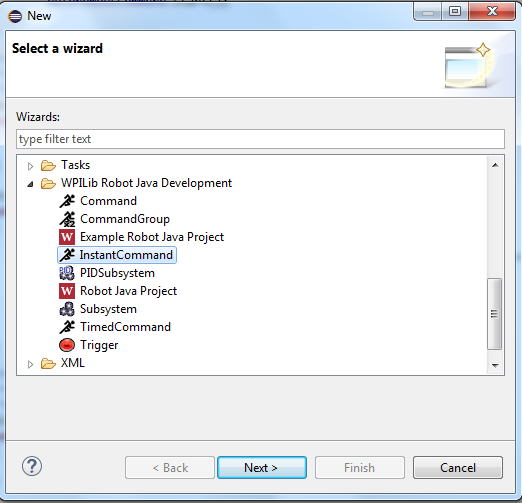 New
Select a wizard
Wizards:
type filter text
Tasks
WPILib Robot Java Development
Command
CommandGroup
W Example Robot Java Project
InstantCommand
PID PIDSubsystem
W Robot Java Project
Subsystem
TimedCommand
Trigger
XML
? < Back Next > Finish Cancel